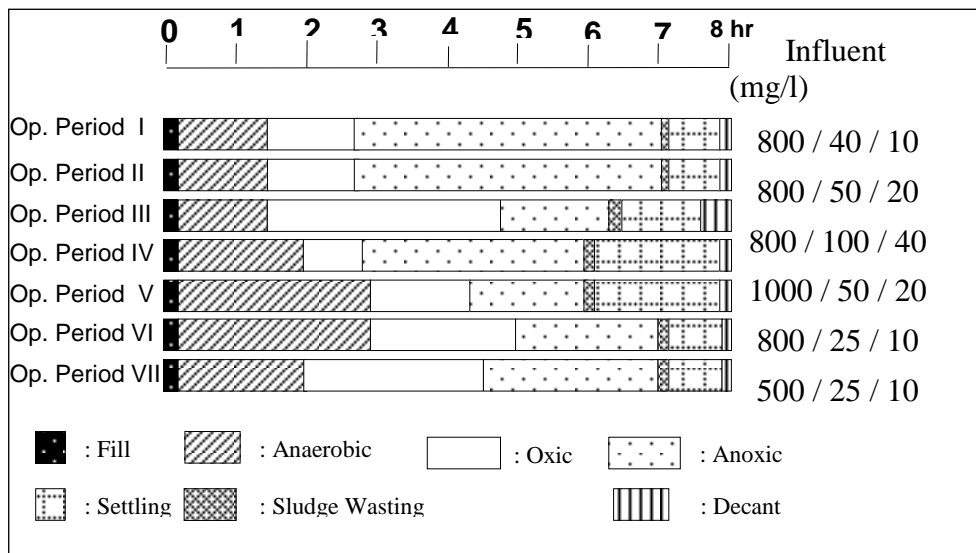 0 1 2 3 4 5 6 7 8 hr
Influent
(mg/l)
Op. Period I
800 / 40 / 10
Op. Period II
800 / 50 / 20
Op. Period III
800 / 100 / 40
Op. Period IV
1000 / 50 / 20
Op. Period V
800 / 25 / 10
Op. Period VI
500 / 25 / 10
Op. Period VII
: Fill : Anaerobic : Oxic : Anoxic
: Settling : Sludge Wasting : Decant